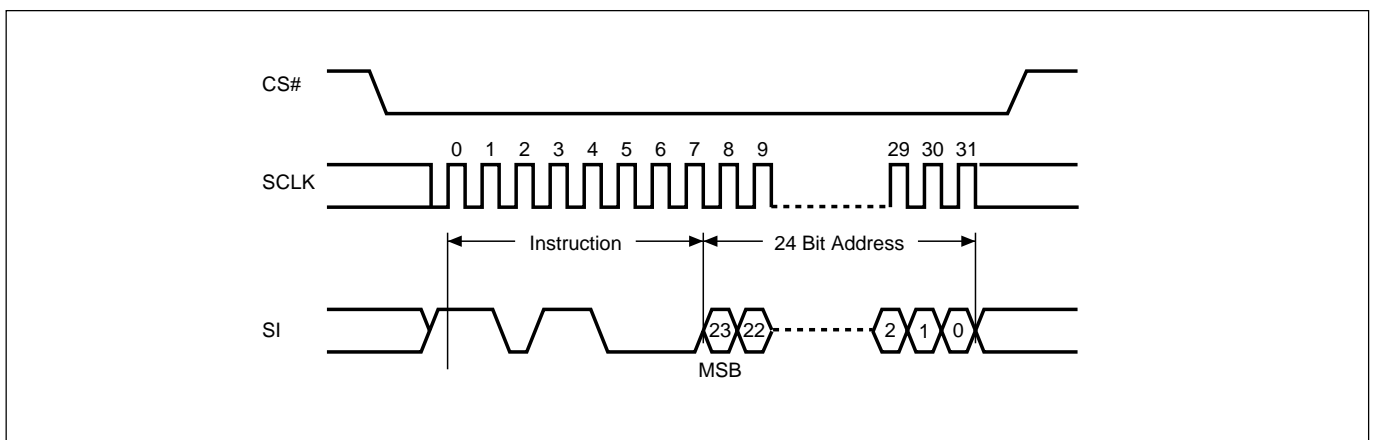 CS#
0 1 2 3 4 5 6 7 8 9 29 30 31
SCLK
Instruction 24 Bit Address
SI 23 22 2 1 0
MSB